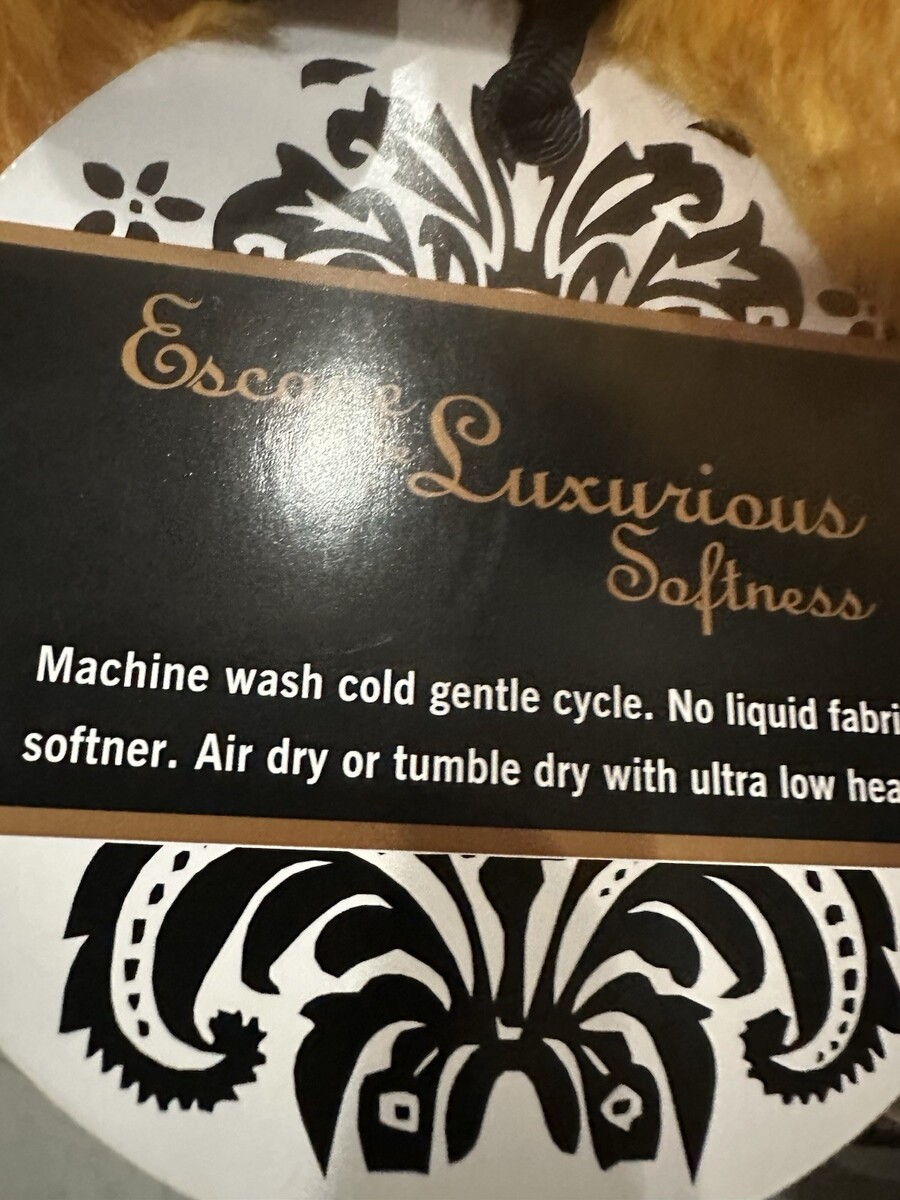 Escape
Luxurious
Softness
Machine wash cold gentle cycle. No liquid fabri
softner. Air dry or tumble dry with ultra low hea